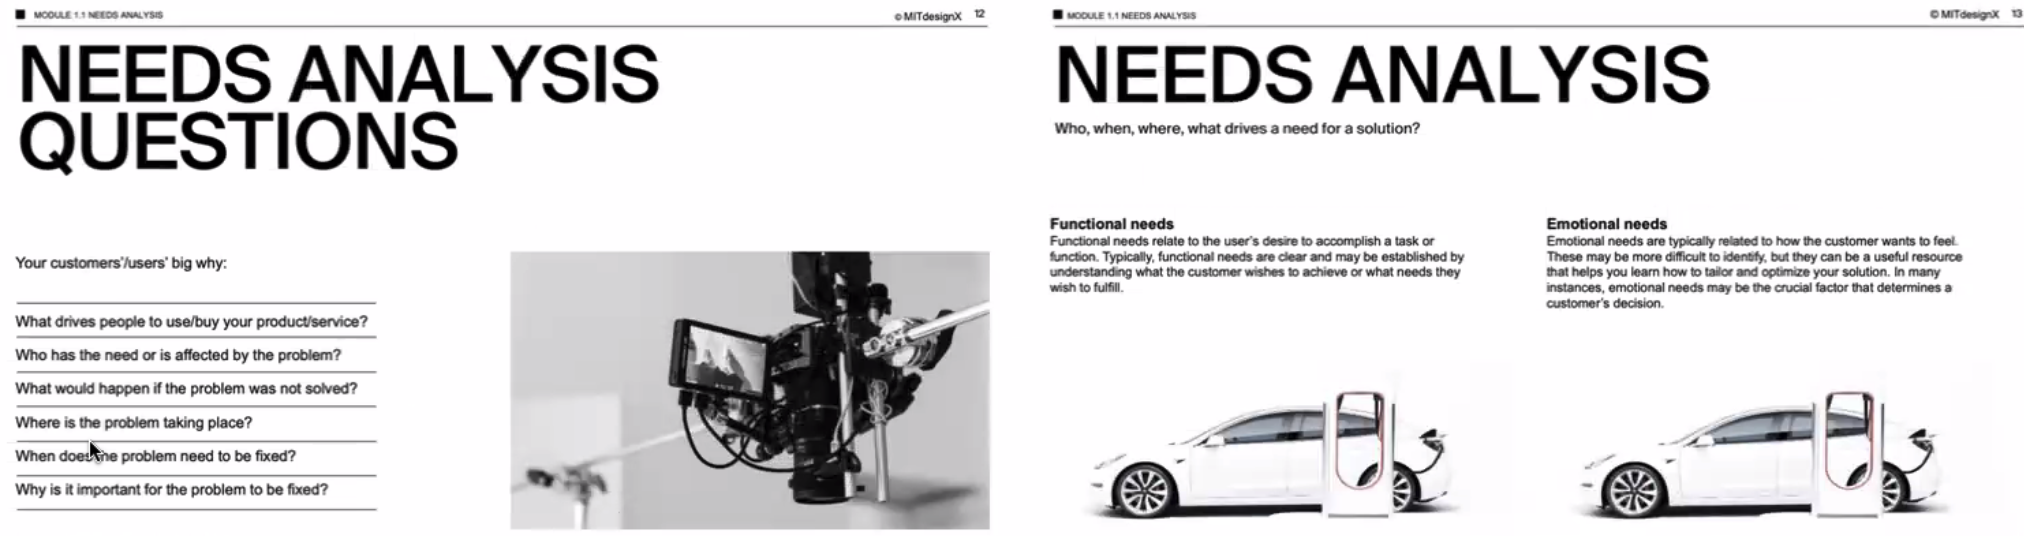 MODULE 1.1 NEEDS ANALYSIS
© MITdesignX 12
NEEDS ANALYSIS
QUESTIONS
Your customers'/users' big why:
What drives people to use/buy your product/service?
Who has the need or is affected by the problem?
What would happen if the problem was not solved?
Where is the problem taking place?
When does the problem need to be fixed?
Why is it important for the problem to be fixed?
MODULE 1.1 NEEDS ANALYSIS
© MITdesignX 13
NEEDS ANALYSIS
Who, when, where, what drives a need for a solution?
Functional needs
Functional needs relate to the user's desire to accomplish a task or
function. Typically, functional needs are clear and may be established by
understanding what the customer wishes to achieve or what needs they
wish to fulfill.
Emotional needs
Emotional needs are typically related to how the customer wants to feel.
These may be more difficult to identify, but they can be a useful resource
that helps you learn how to tailor and optimize your solution. In many
instances, emotional needs may be the crucial factor that determines a
customer's decision.